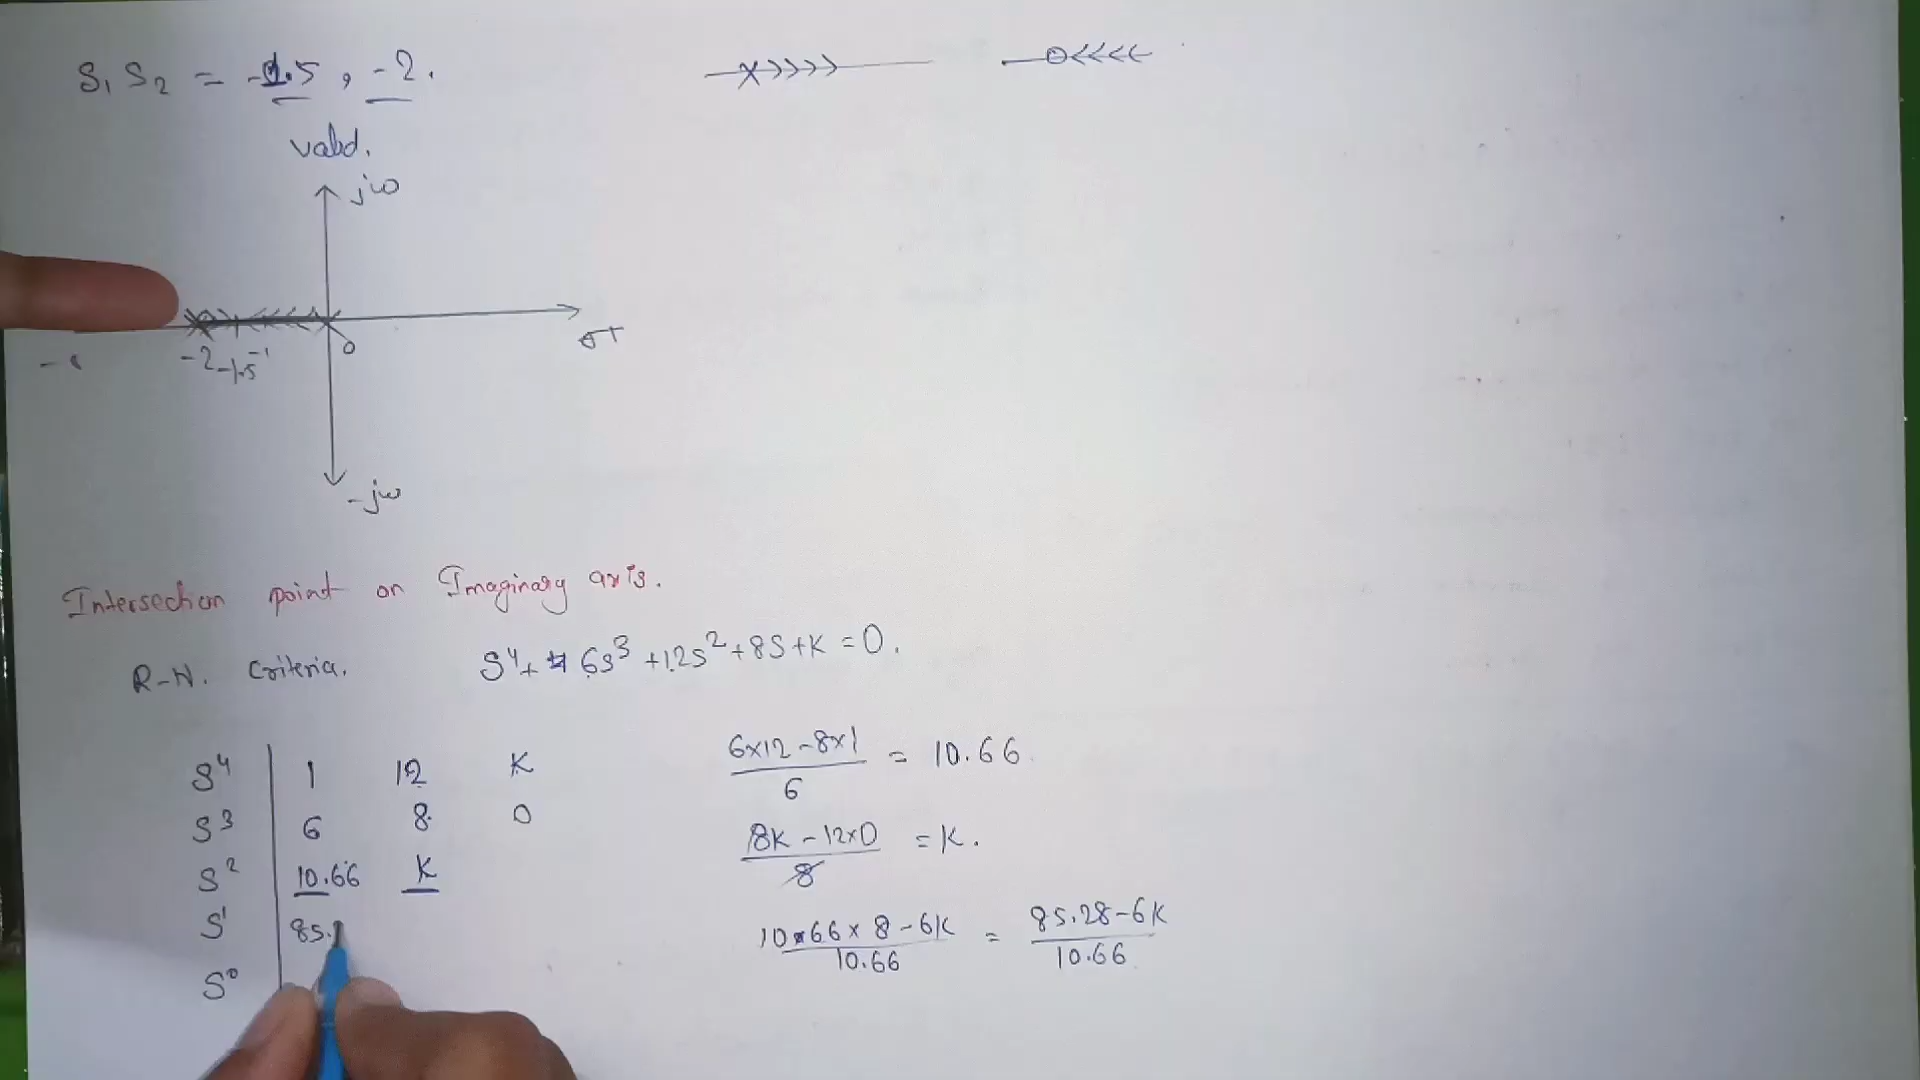 S₁ S₂ = -1.5 , -2 .
valid.
jω
σ+
0
-2 -1.5 -1
-jω
Intersection point on Imaginary axis.
R-H. Criteria. S⁴ + 6S³ + 12S² + 8S + K = 0 .
S⁴ | 1 12 K
S³ | 6 8 0
S² | 10.66 K
S¹ | 85.
S⁰ |
(6×12 - 8×1) / 6 = 10.66
(8K - 12×0) / 8 = K .
(10.66 × 8 - 6K) / 10.66 = (85.28 - 6K) / 10.66